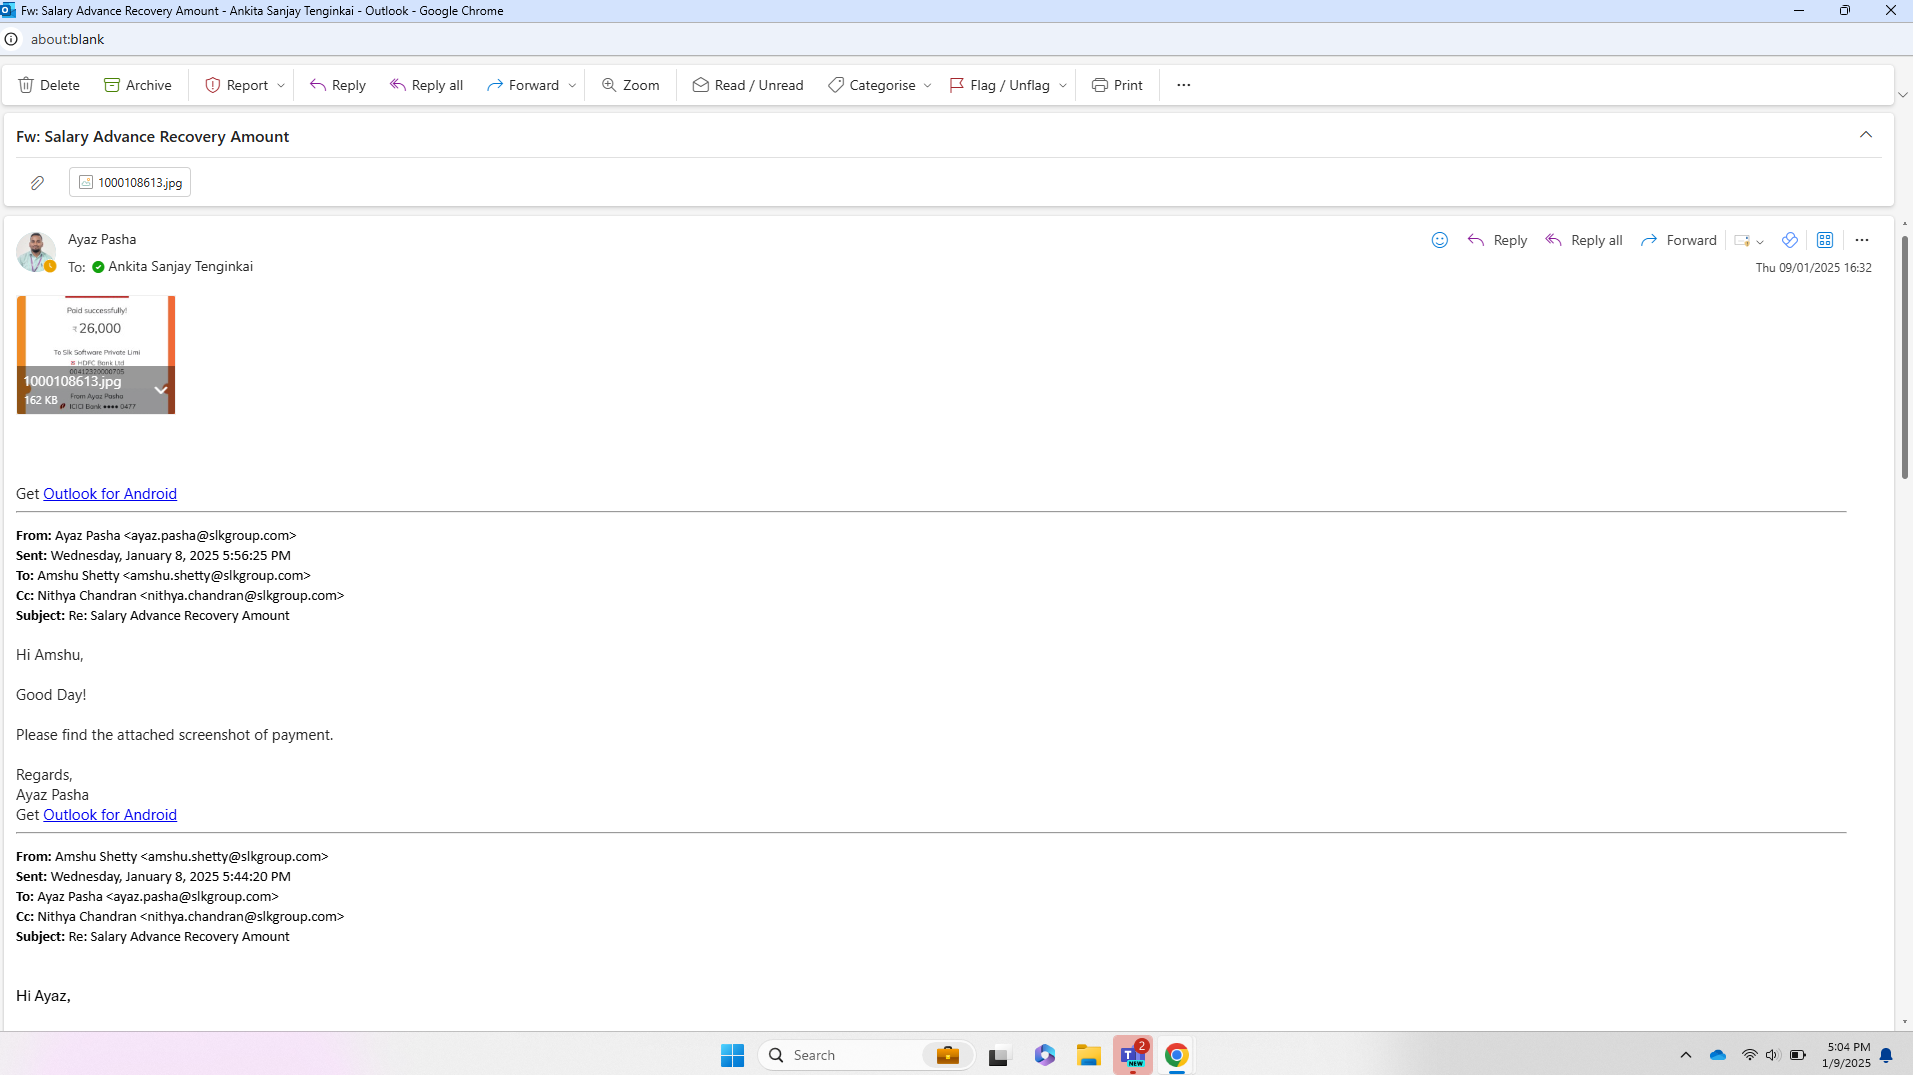 Fw: Salary Advance Recovery Amount - Ankita Sanjay Tenginkai - Outlook - Google Chrome
about:blank
Delete Archive Report Reply Reply all Forward Zoom Read / Unread Categorise Flag / Unflag Print
Fw: Salary Advance Recovery Amount
1000108613.jpg
Ayaz Pasha
Reply Reply all Forward
To: Ankita Sanjay Tenginkai
Thu 09/01/2025 16:32
Paid successfully!
₹ 26,000
To Slk Software Private Limi
HDFC Bank Ltd
00412320000705
1000108613.jpg
From Ayaz Pasha
162 KB
ICICI Bank •••• 0477
Get Outlook for Android
From: Ayaz Pasha <ayaz.pasha@slkgroup.com>
Sent: Wednesday, January 8, 2025 5:56:25 PM
To: Amshu Shetty <amshu.shetty@slkgroup.com>
Cc: Nithya Chandran <nithya.chandran@slkgroup.com>
Subject: Re: Salary Advance Recovery Amount
Hi Amshu,
Good Day!
Please find the attached screenshot of payment.
Regards,
Ayaz Pasha
Get Outlook for Android
From: Amshu Shetty <amshu.shetty@slkgroup.com>
Sent: Wednesday, January 8, 2025 5:44:20 PM
To: Ayaz Pasha <ayaz.pasha@slkgroup.com>
Cc: Nithya Chandran <nithya.chandran@slkgroup.com>
Subject: Re: Salary Advance Recovery Amount
Hi Ayaz,
Search
2
T
NEW
5:04 PM
1/9/2025